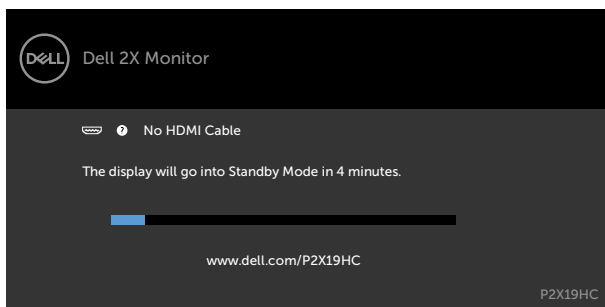 DELL
Dell 2X Monitor
? No HDMI Cable
The display will go into Standby Mode in 4 minutes.
www.dell.com/P2X19HC
P2X19HC